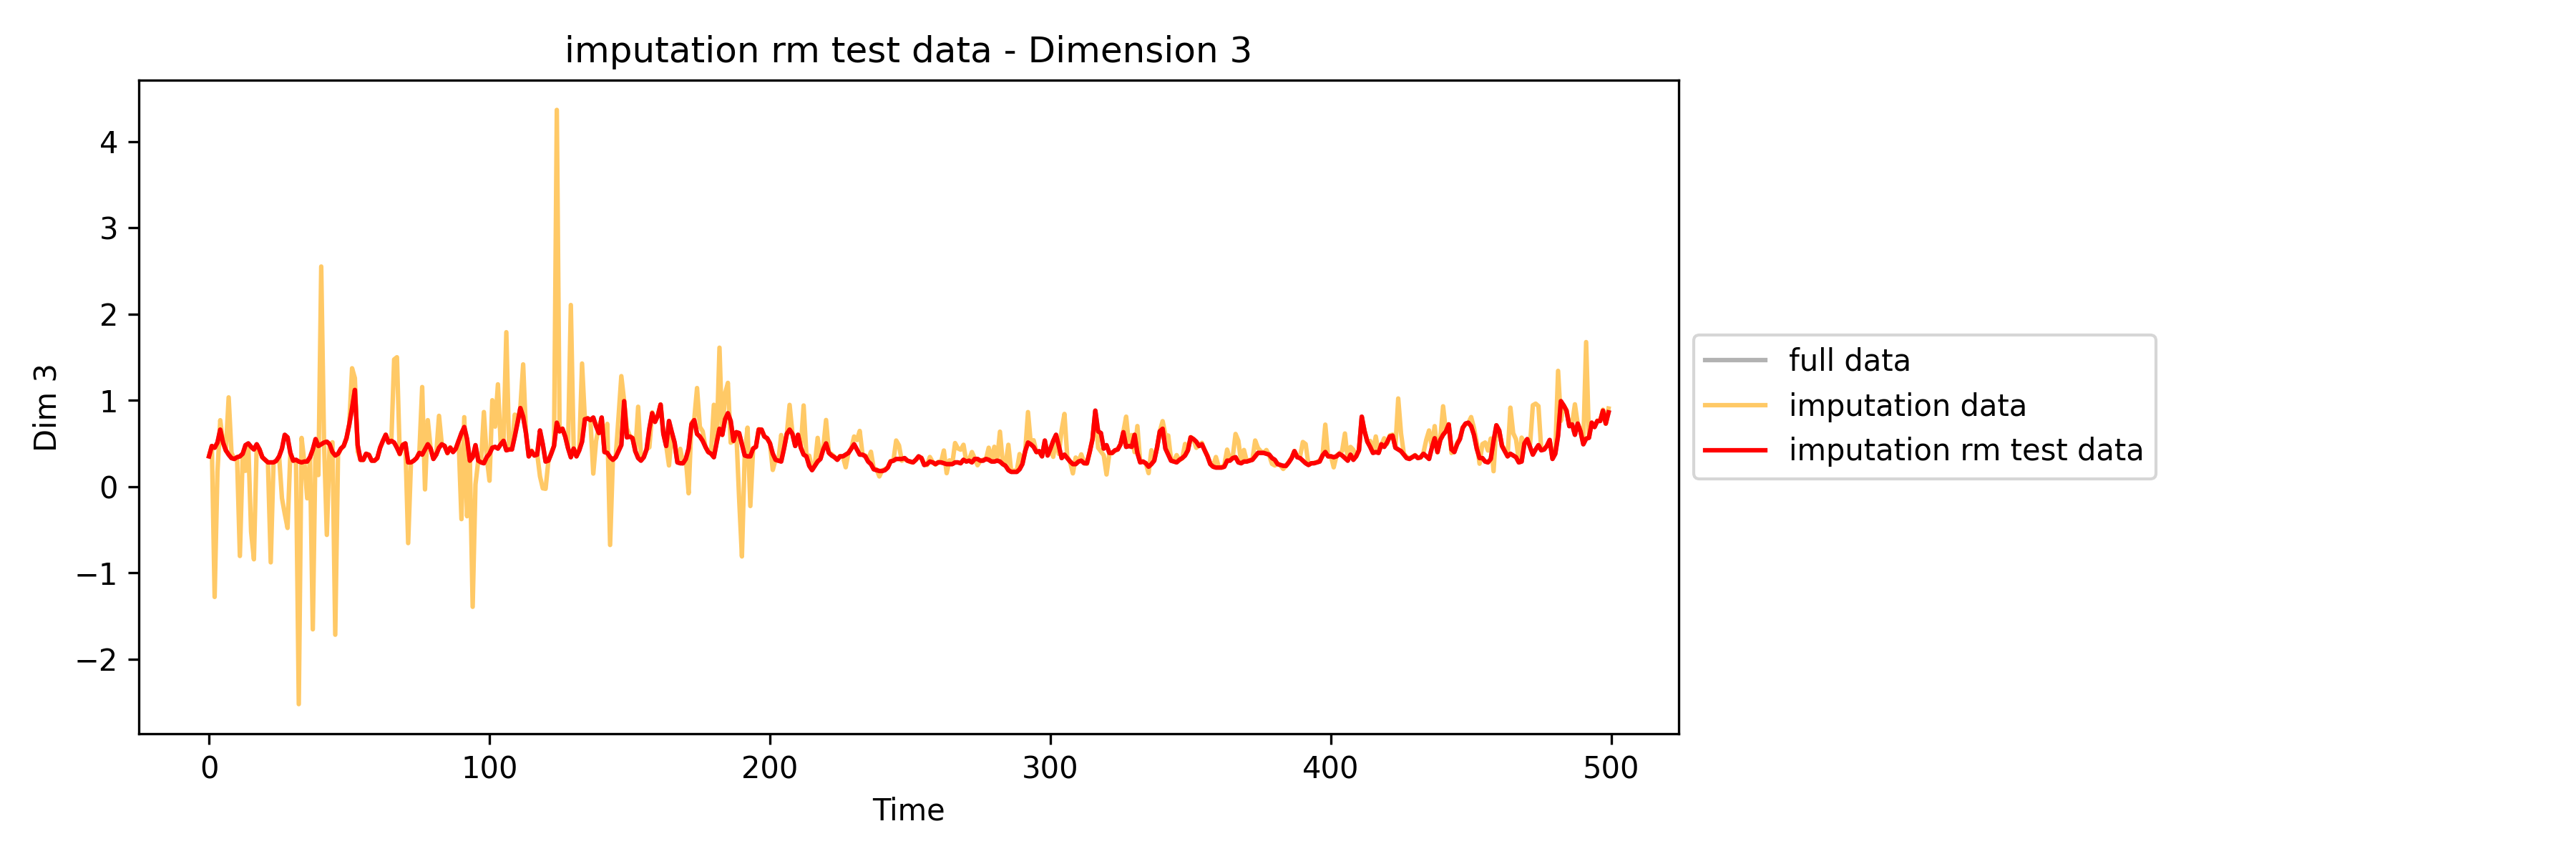 imputation rm test data - Dimension 3
4
3
2
1
0
−1
−2
Dim 3
0
100
200
300
400
500
Time
full data
imputation data
imputation rm test data